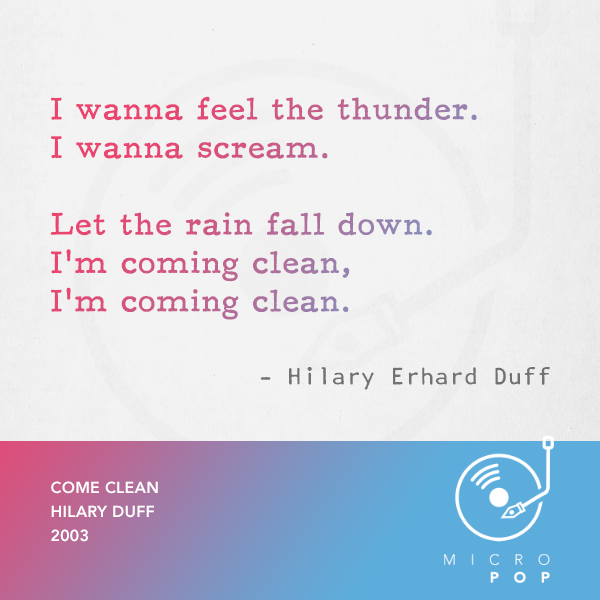 I wanna feel the thunder.
I wanna scream.
Let the rain fall down.
I'm coming clean,
I'm coming clean.
– Hilary Erhard Duff
COME CLEAN
HILARY DUFF
2003
MICRO
POP